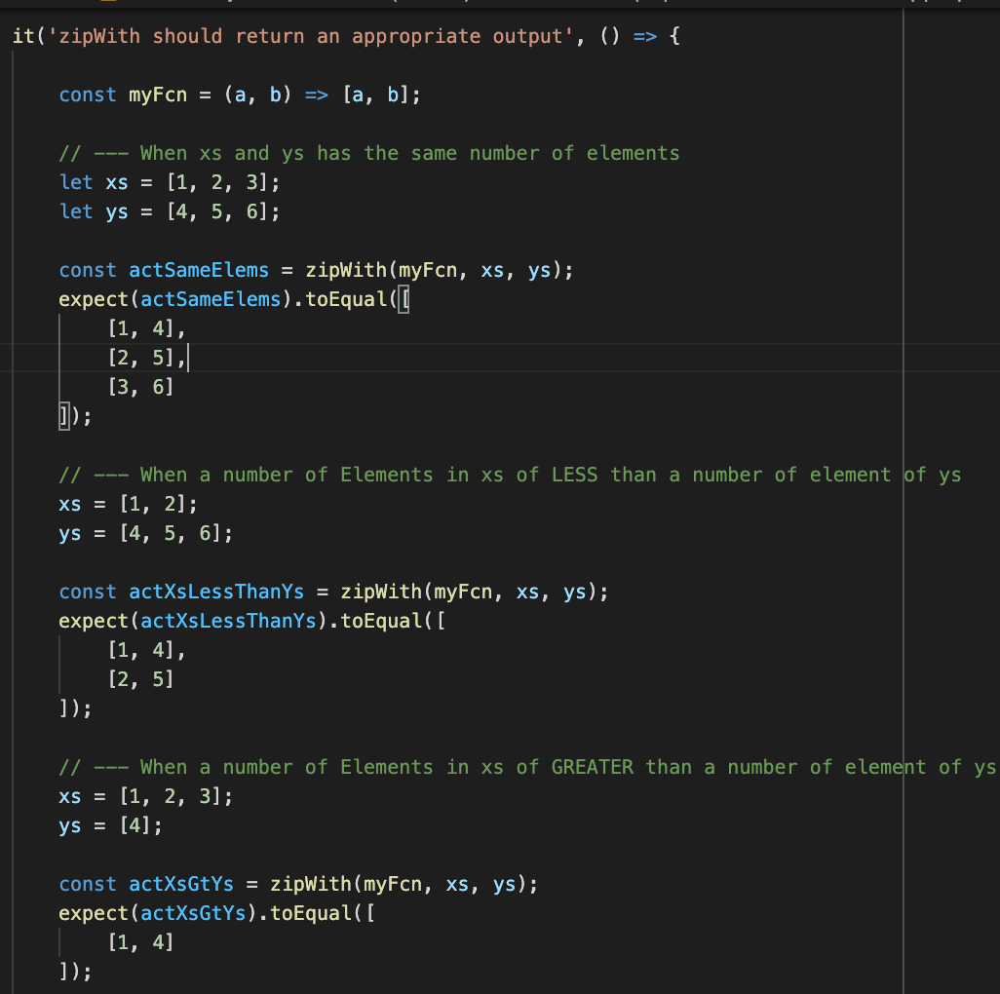 it('zipWith should return an appropriate output', () => {
const myFcn = (a, b) => [a, b];
// --- When xs and ys has the same number of elements
let xs = [1, 2, 3];
let ys = [4, 5, 6];
const actSameElems = zipWith(myFcn, xs, ys);
expect(actSameElems).toEqual([
[1, 4],
[2, 5],
[3, 6]
]);
// --- When a number of Elements in xs of LESS than a number of element of ys
xs = [1, 2];
ys = [4, 5, 6];
const actXsLessThanYs = zipWith(myFcn, xs, ys);
expect(actXsLessThanYs).toEqual([
[1, 4],
[2, 5]
]);
// --- When a number of Elements in xs of GREATER than a number of element of ys
xs = [1, 2, 3];
ys = [4];
const actXsGtYs = zipWith(myFcn, xs, ys);
expect(actXsGtYs).toEqual([
[1, 4]
]);